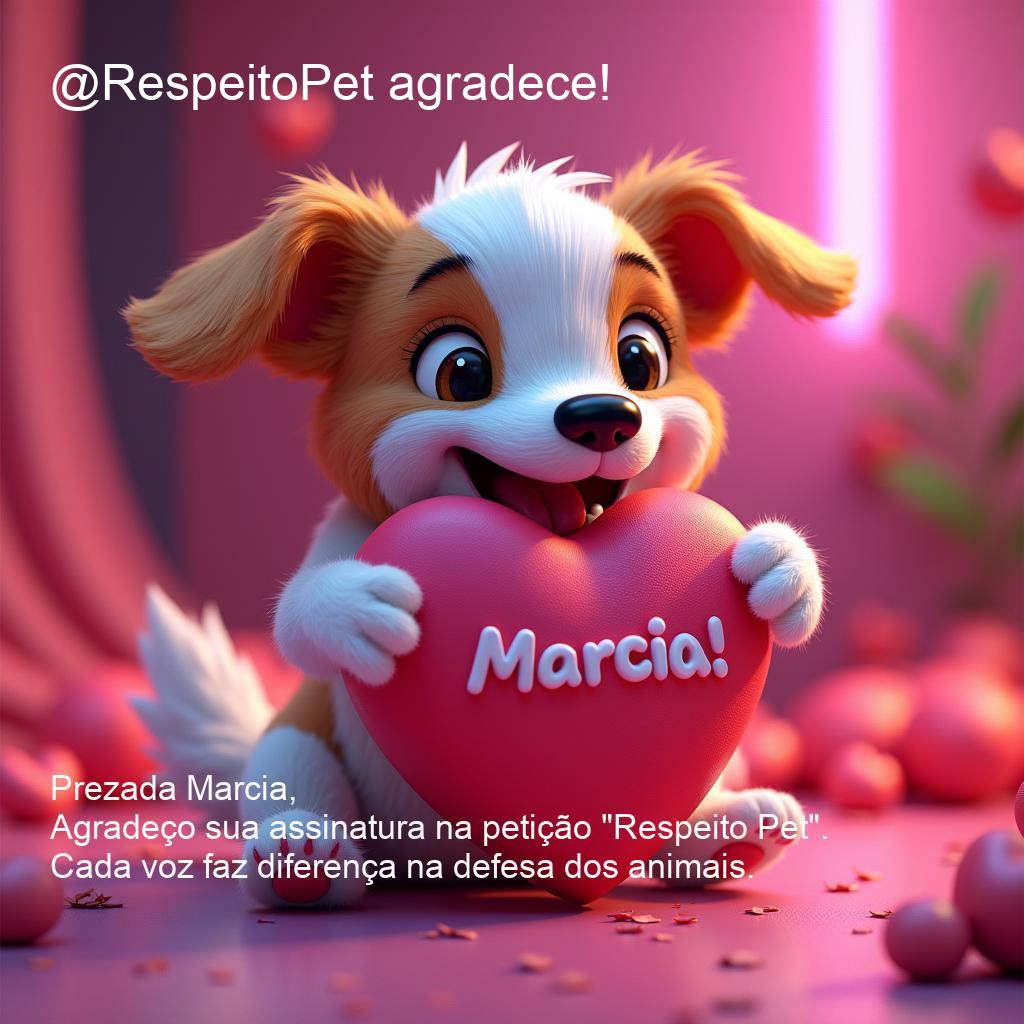 @RespeitoPet agradece!
Marcia!
Prezada Marcia,
Agradeço sua assinatura na petição "Respeito Pet".
Cada voz faz diferença na defesa dos animais.